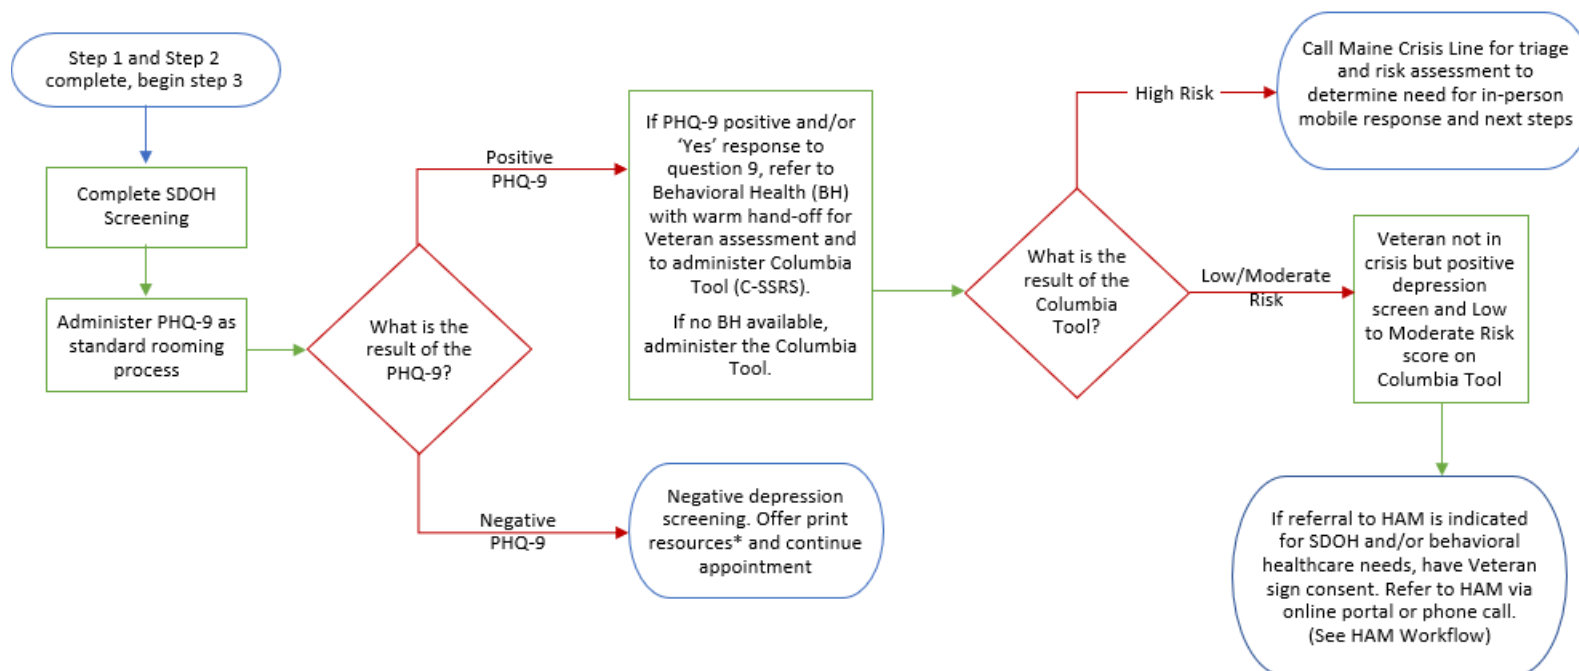 Step 1 and Step 2
complete, begin step 3
Complete SDOH
Screening
Administer PHQ-9 as
standard rooming
process
What is the
result of the
PHQ-9?
Positive
PHQ-9
If PHQ-9 positive and/or
‘Yes’ response to
question 9, refer to
Behavioral Health (BH)
with warm hand-off for
Veteran assessment and
to administer Columbia
Tool (C-SSRS).
If no BH available,
administer the Columbia
Tool.
Negative
PHQ-9
Negative depression
screening. Offer print
resources* and continue
appointment
What is the
result of the
Columbia
Tool?
High Risk
Call Maine Crisis Line for triage
and risk assessment to
determine need for in-person
mobile response and next steps
Low/Moderate
Risk
Veteran not in
crisis but positive
depression
screen and Low
to Moderate Risk
score on
Columbia Tool
If referral to HAM is indicated
for SDOH and/or behavioral
healthcare needs, have Veteran
sign consent. Refer to HAM via
online portal or phone call.
(See HAM Workflow)